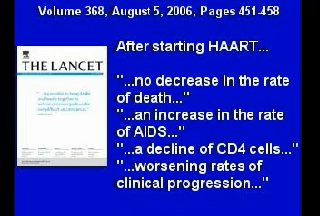 Volume 368, August 5, 2006, Pages 451-458
After starting HAART...
THE LANCET
"...no decrease in the rate
of death..."
"...an increase in the rate
of AIDS..."
"...a decline of CD4 cells..."
"...worsening rates of
clinical progression..."